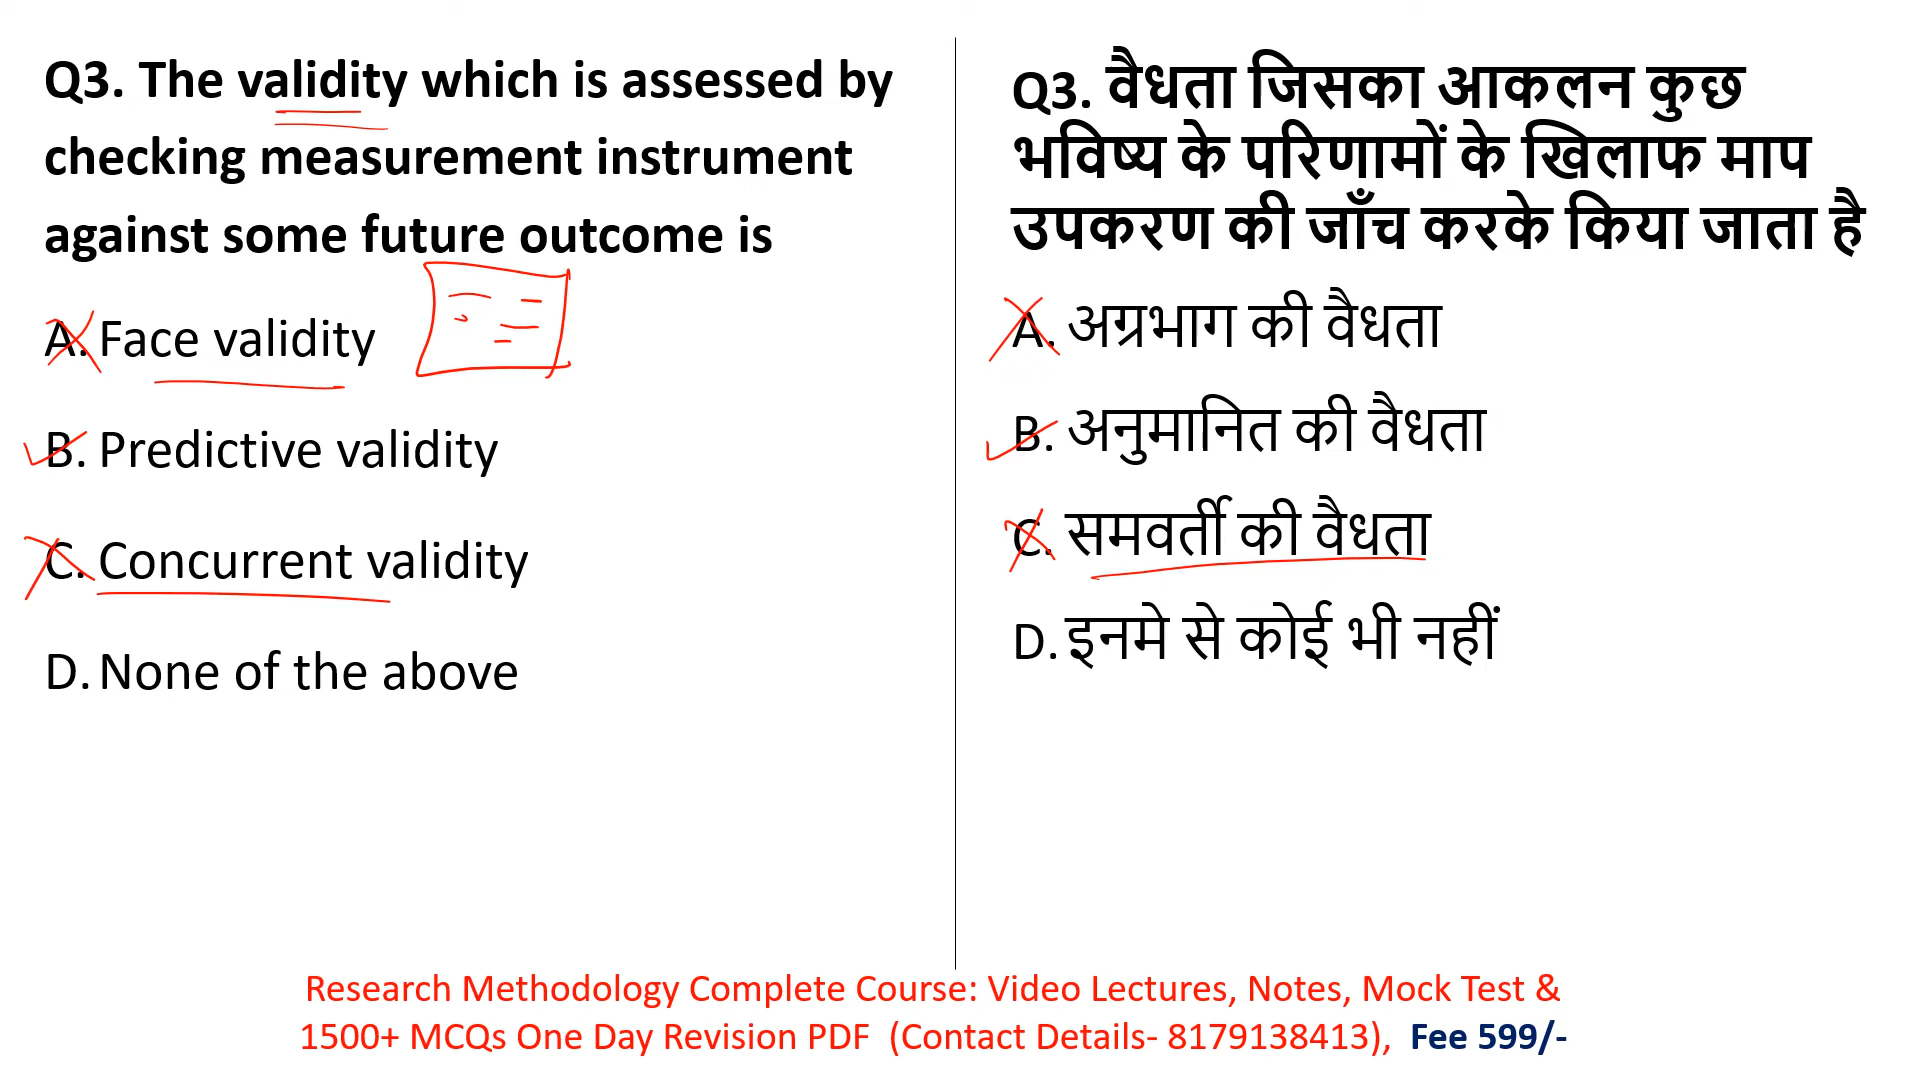 Q3. The validity which is assessed by
checking measurement instrument
against some future outcome is
A. Face validity
B. Predictive validity
C. Concurrent validity
D. None of the above
Q3. वैधता जिसका आकलन कुछ
भविष्य के परिणामों के खिलाफ माप
उपकरण की जाँच करके किया जाता है
A. अग्रभाग की वैधता
B. अनुमानित की वैधता
C. समवर्ती की वैधता
D. इनमे से कोई भी नहीं
Research Methodology Complete Course: Video Lectures, Notes, Mock Test &
1500+ MCQs One Day Revision PDF (Contact Details- 8179138413), Fee 599/-